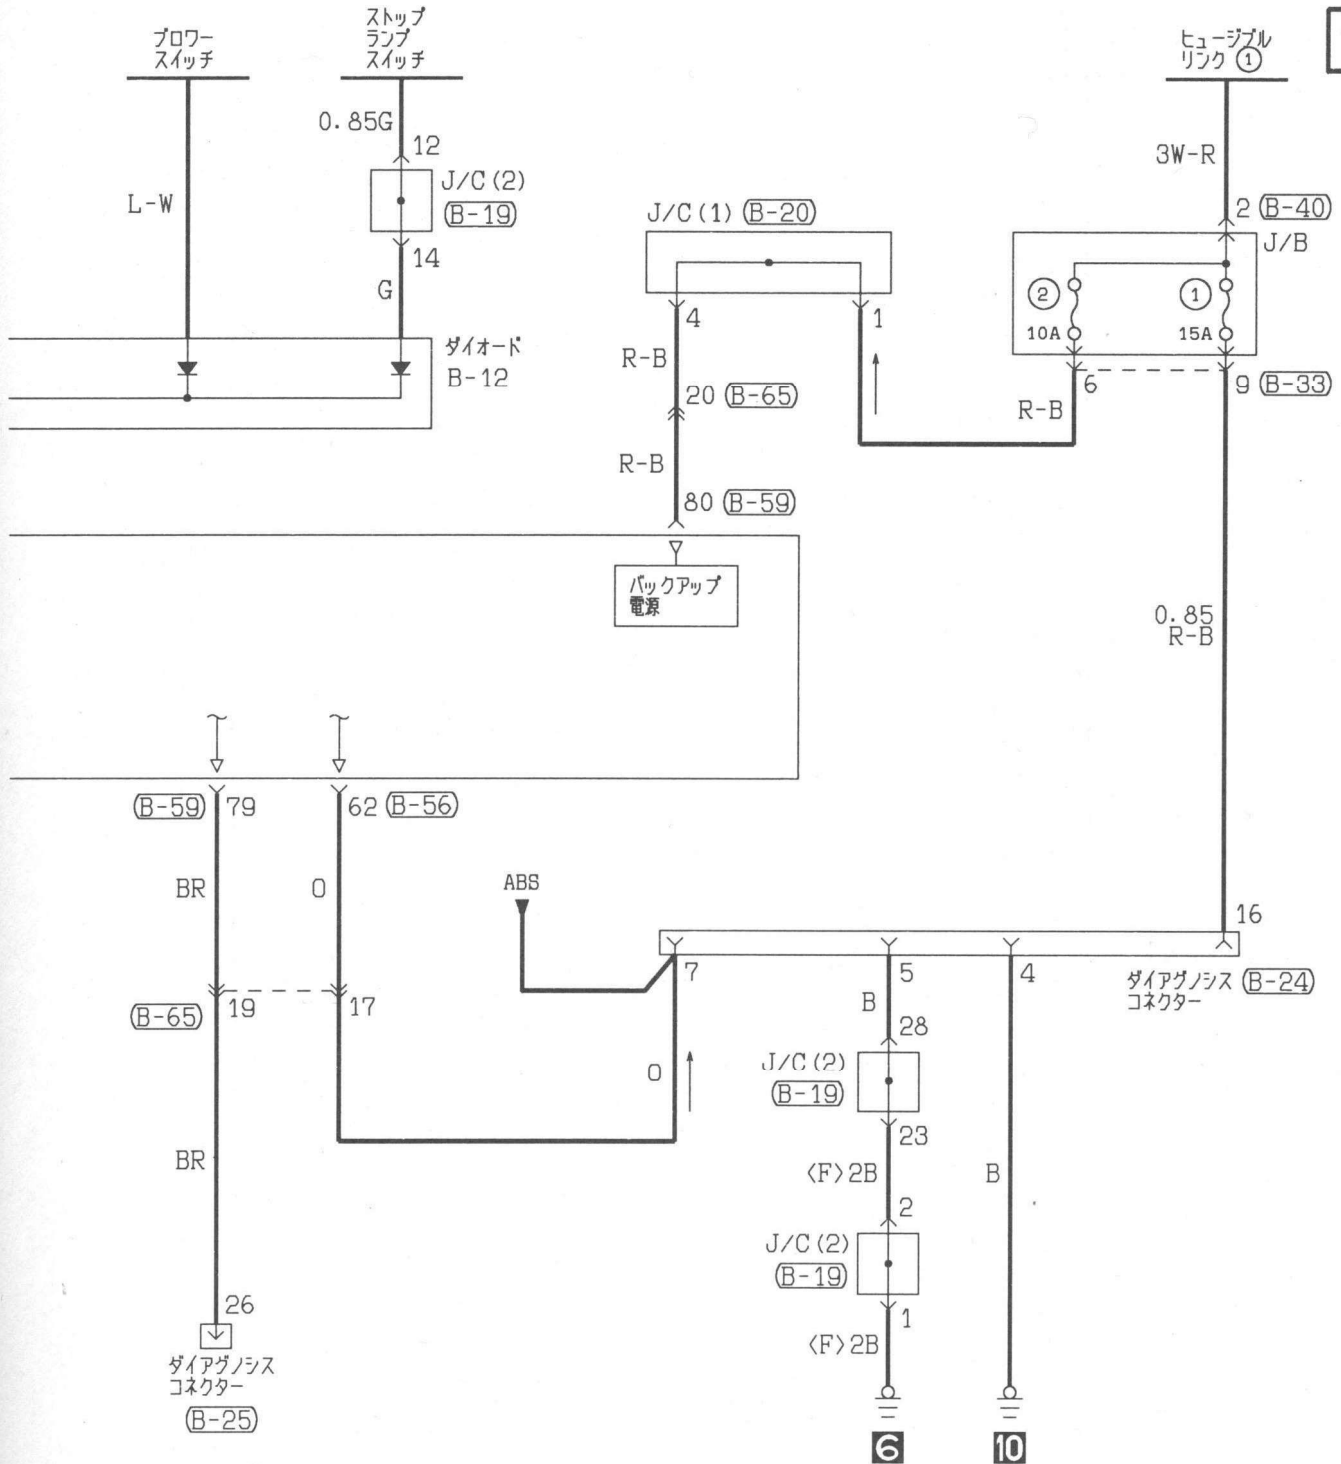 ブロワー
スイッチ
ストップ
ランプ
スイッチ
ヒュージブル
リンク ①
0.85G
12
J/C(2)
B-19
14
G
L-W
3W-R
2 B-40
J/B
J/C(1) B-20
4
1
②
10A
①
15A
6
9 B-33
ダイオード
B-12
R-B
20 B-65
R-B
R-B
80 B-59
バックアップ
電源
0.85
R-B
B-59 79
62 B-56
BR
O
ABS
16
7
5
4
ダイアグノシス B-24
コネクター
B-65 19
17
B
28
J/C(2)
B-19
O
23
BR
<F>2B
B
2
J/C(2)
B-19
1
<F>2B
26
ダイアグノシス
コネクター
B-25
6
10